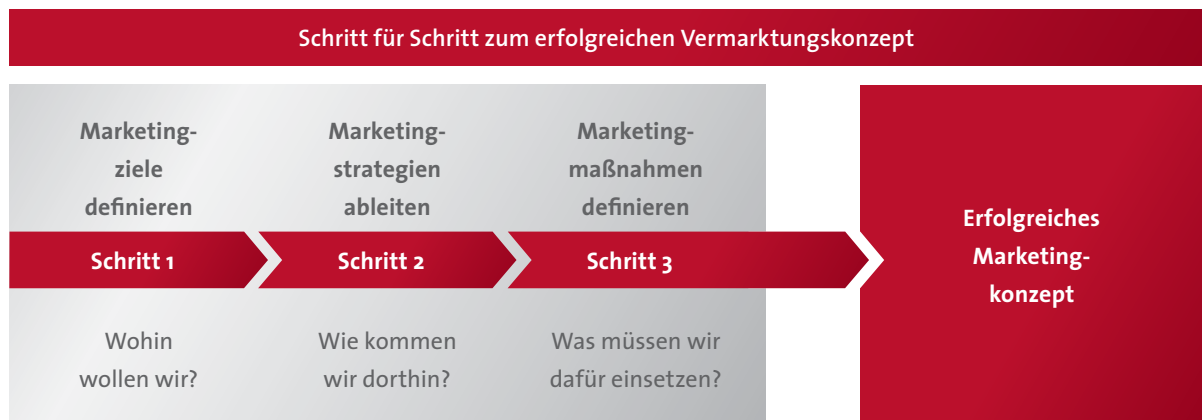 Schritt für Schritt zum erfolgreichen Vermarktungskonzept
Marketing-
ziele
definieren
Schritt 1
Wohin
wollen wir?
Marketing-
strategien
ableiten
Schritt 2
Wie kommen
wir dorthin?
Marketing-
maßnahmen
definieren
Schritt 3
Was müssen wir
dafür einsetzen?
Erfolgreiches
Marketing-
konzept